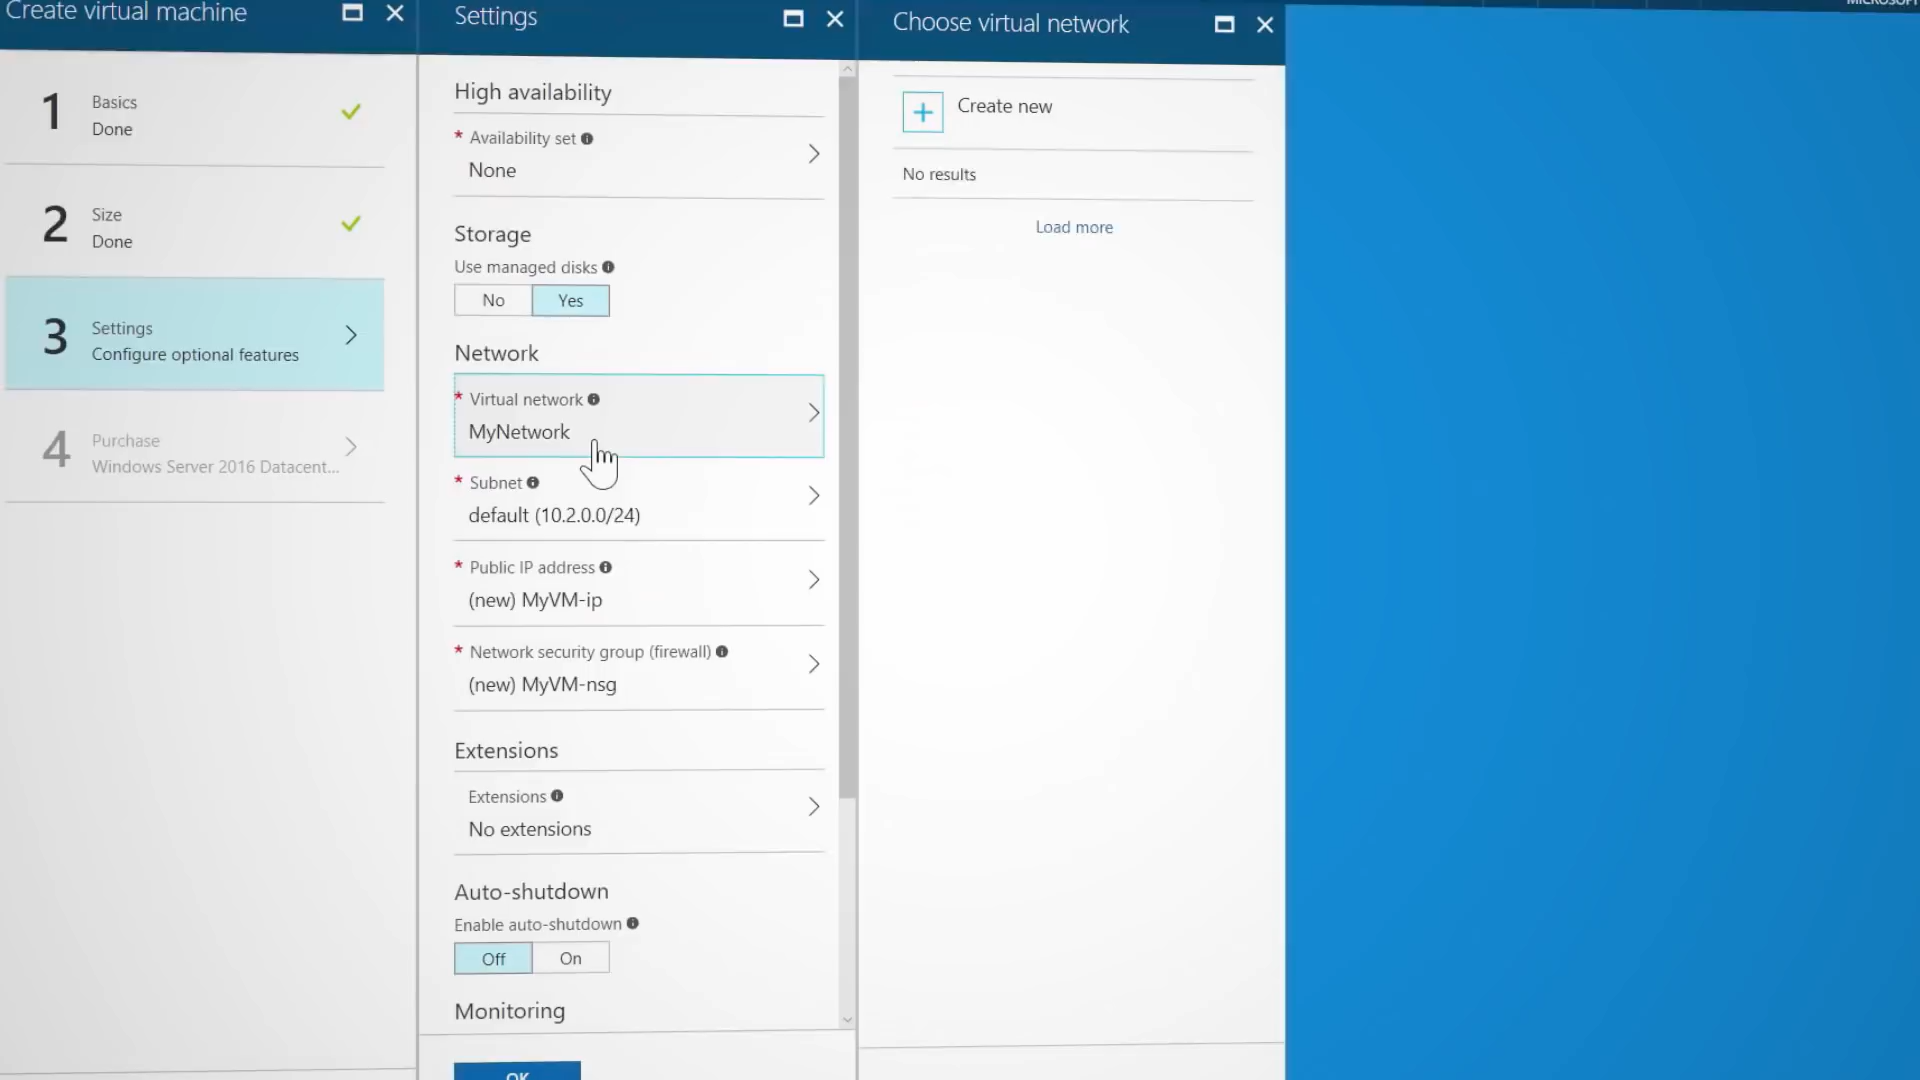 Create virtual machine
1
Basics
Done
2
Size
Done
3
Settings
Configure optional features
4
Purchase
Windows Server 2016 Datacent...
Settings
High availability
* Availability set
None
Storage
Use managed disks
No Yes
Network
* Virtual network
MyNetwork
* Subnet
default (10.2.0.0/24)
* Public IP address
(new) MyVM-ip
* Network security group (firewall)
(new) MyVM-nsg
Extensions
Extensions
No extensions
Auto-shutdown
Enable auto-shutdown
Off On
Monitoring
OK
Choose virtual network
Create new
No results
Load more
MICROSOFT